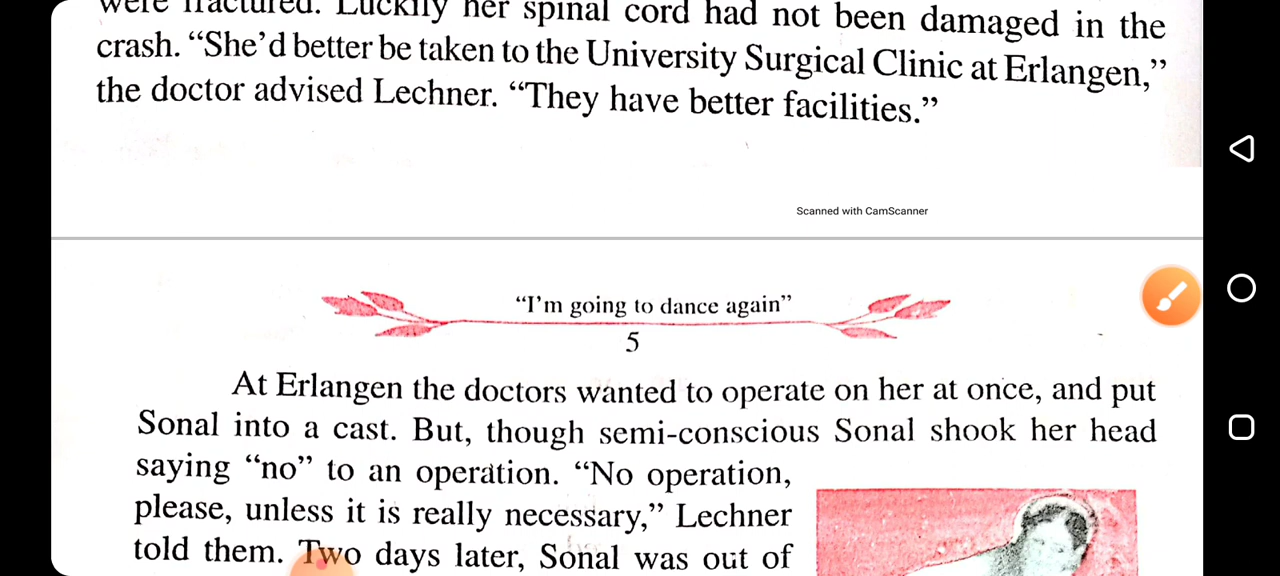 were fractured. Luckily her spinal cord had not been damaged in the
crash. “She’d better be taken to the University Surgical Clinic at Erlangen,”
the doctor advised Lechner. “They have better facilities.”
Scanned with CamScanner
“I’m going to dance again”
5
At Erlangen the doctors wanted to operate on her at once, and put
Sonal into a cast. But, though semi-conscious Sonal shook her head
saying “no” to an operation. “No operation,
please, unless it is really necessary,” Lechner
told them. Two days later, Sonal was out of